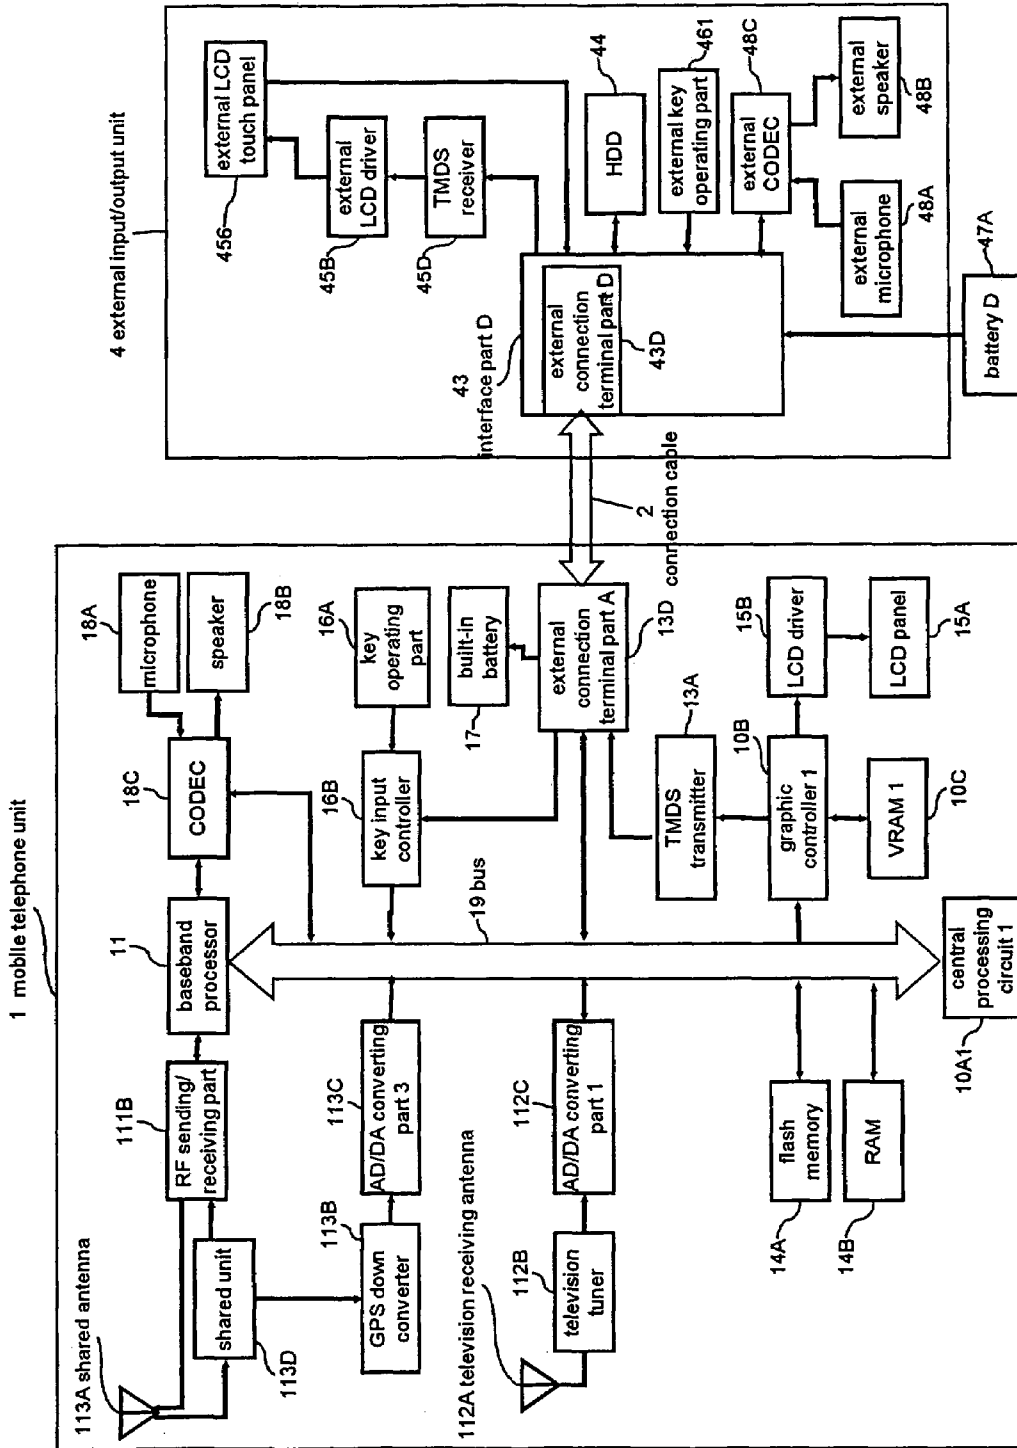 1 mobile telephone unit
113A shared antenna
shared unit
113D
111B
RF sending/
receiving part
11
baseband
processor
18C
CODEC
18A
microphone
speaker
18B
113B
GPS down
converter
113C
AD/DA converting
part 3
16B
key input
controller
16A
key
operating
part
112A television receiving antenna
112B
television
tuner
112C
AD/DA converting
part 1
19 bus
17
built-in
battery
external
connection
terminal part A
13D
13A
TMDS
transmitter
14A
flash
memory
14B
RAM
10B
graphic
controller 1
15B
LCD driver
LCD panel
15A
VRAM 1
10C
central
processing
circuit 1
10A1
2
connection cable
4 external input/output unit
456
external LCD
touch panel
45B
external
LCD driver
45D
TMDS
receiver
43
interface part D
external
connection
terminal part D
43D
44
HDD
461
external key
operating part
48C
external
CODEC
external
microphone
48A
external
speaker
48B
47A
battery D